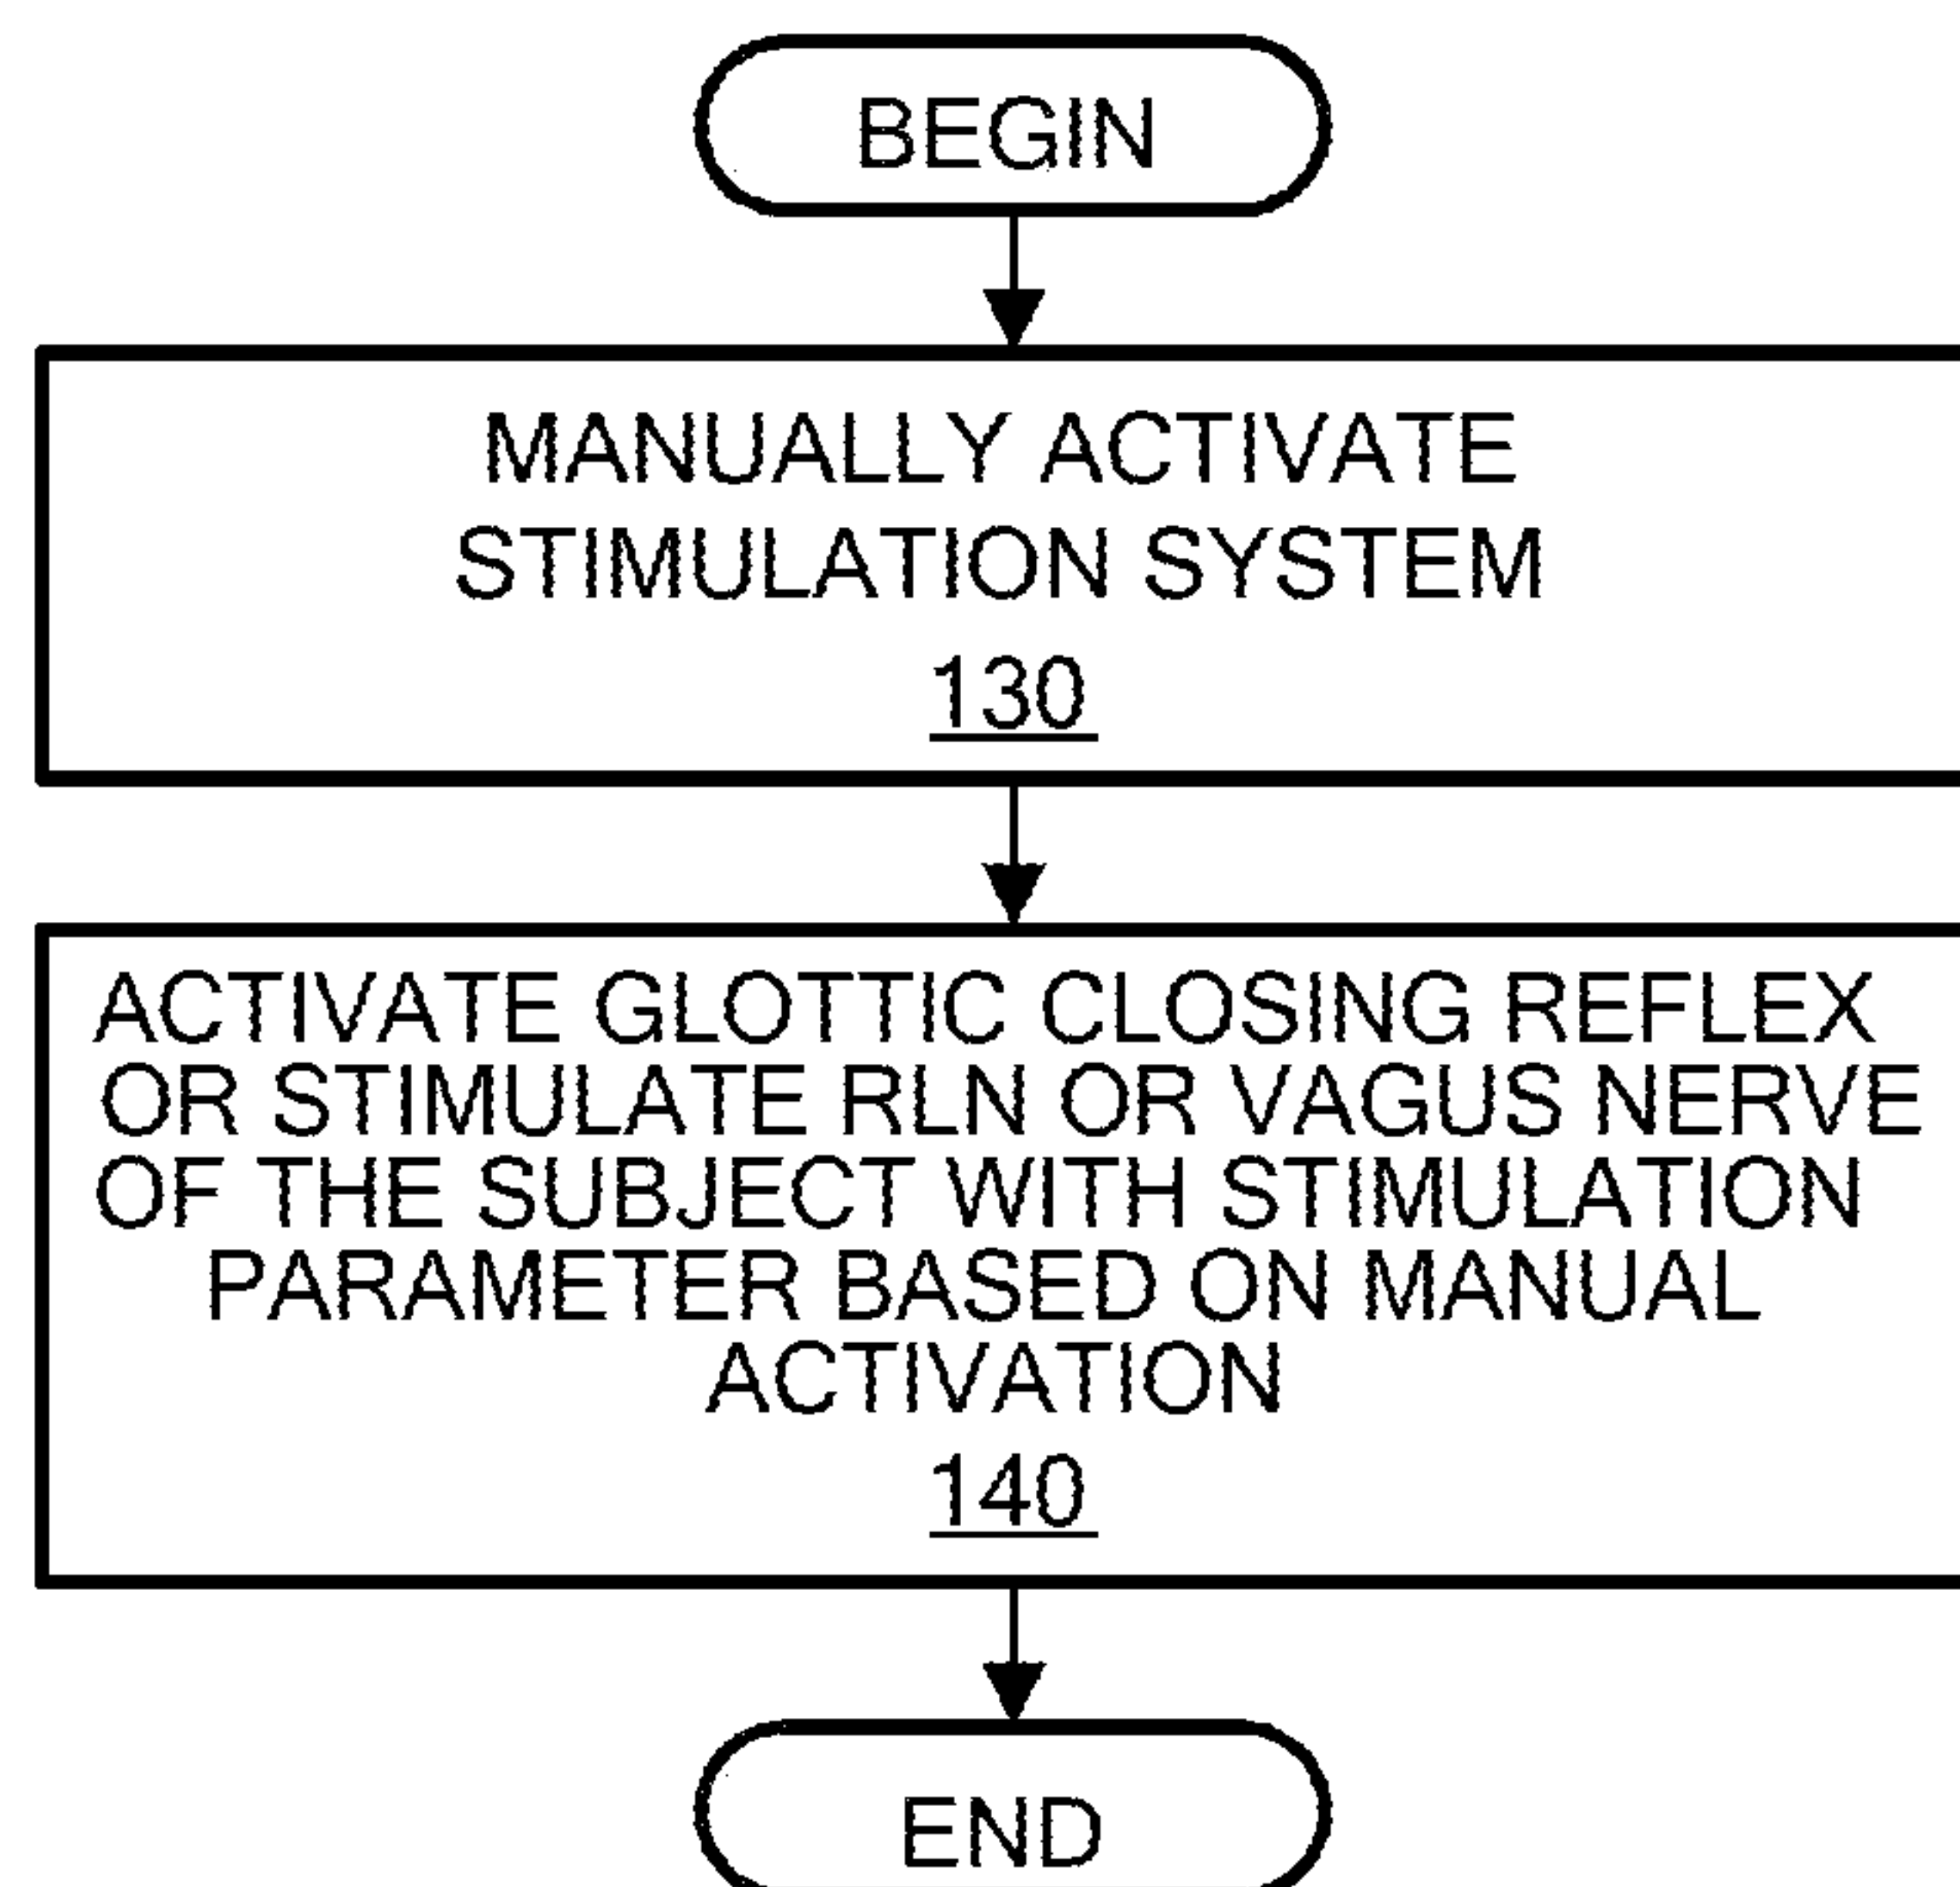 BEGIN
MANUALLY ACTIVATE
STIMULATION SYSTEM
130
ACTIVATE GLOTTIC CLOSING REFLEX
OR STIMULATE RLN OR VAGUS NERVE
OF THE SUBJECT WITH STIMULATION
PARAMETER BASED ON MANUAL
ACTIVATION
140
END